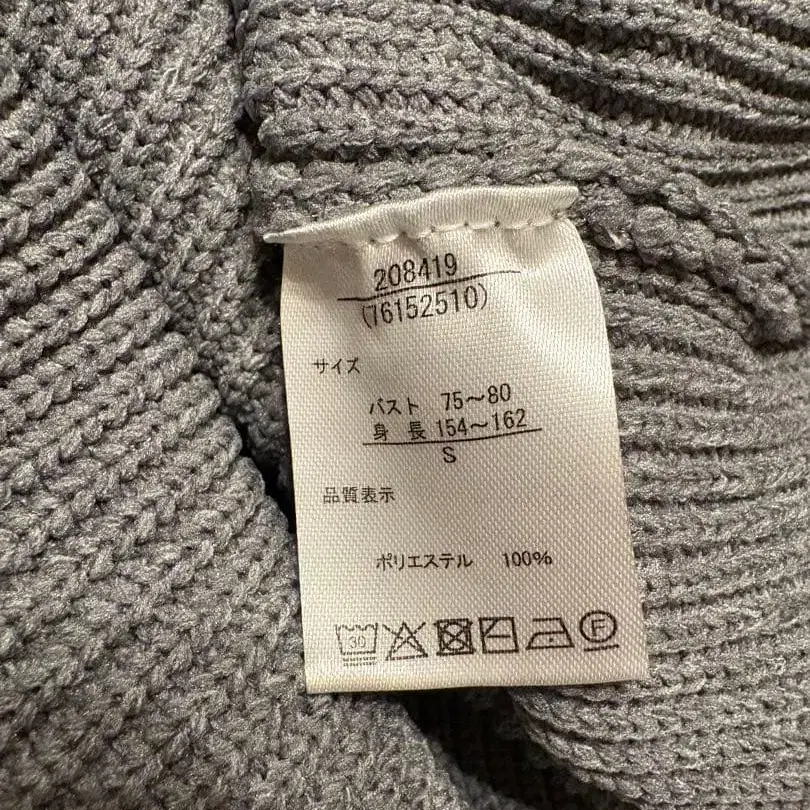 208419
(76152510)
サイズ
バスト 75～80
身 長 154～162
S
品質表示
ポリエステル 100%
30 F